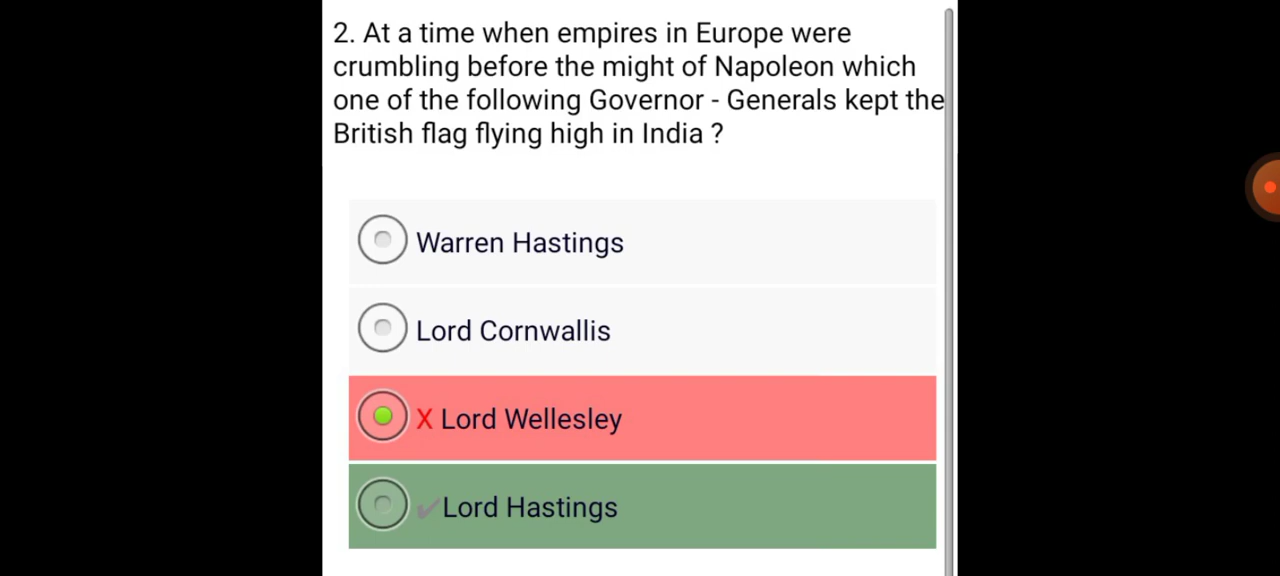 2. At a time when empires in Europe were
crumbling before the might of Napoleon which
one of the following Governor - Generals kept the
British flag flying high in India ?
Warren Hastings
Lord Cornwallis
X Lord Wellesley
✔Lord Hastings